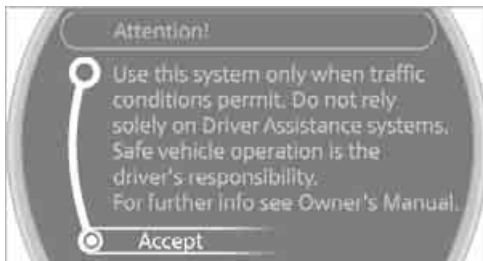 Attention!
Use this system only when traffic
conditions permit. Do not rely
solely on Driver Assistance systems.
Safe vehicle operation is the
driver's responsibility.
For further info see Owner's Manual.
Accept